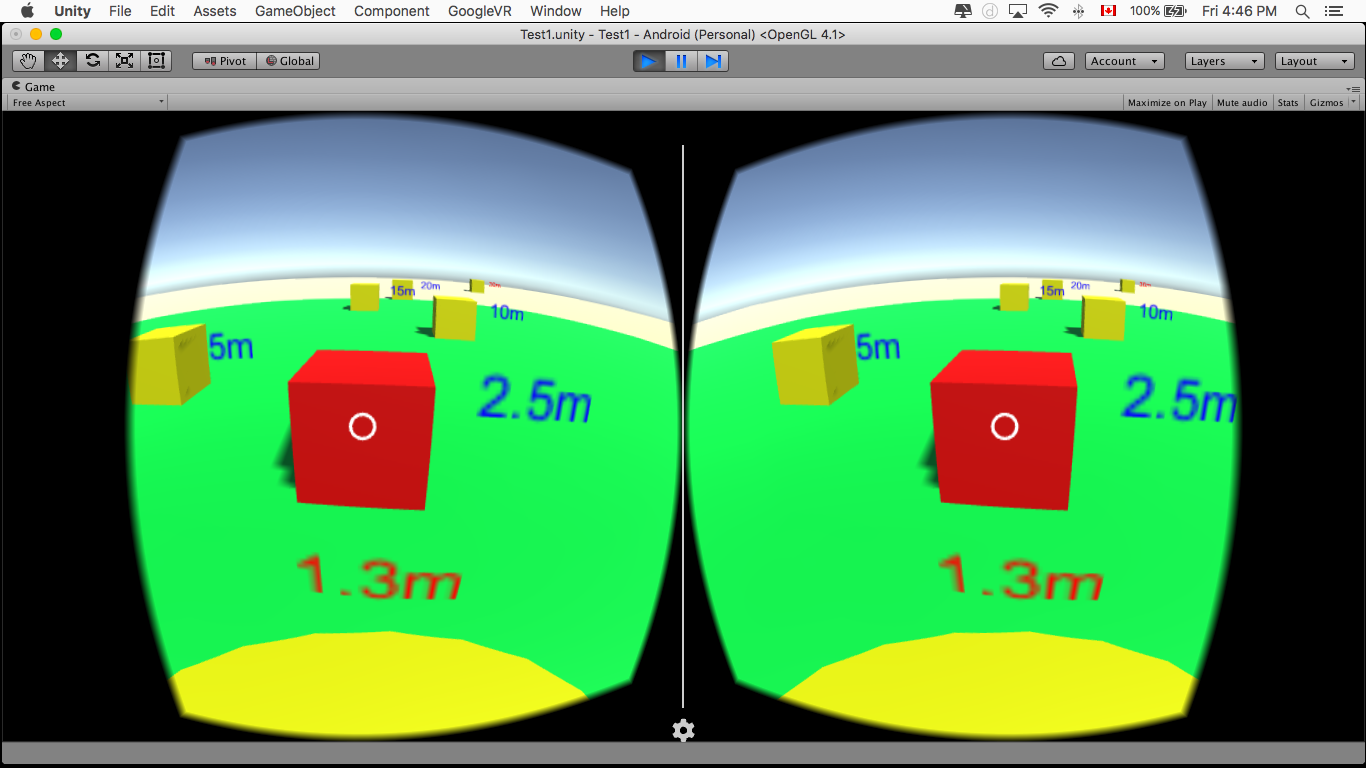 Unity File Edit Assets GameObject Component GoogleVR Window Help 100% Fri 4:46 PM
Test1.unity - Test1 - Android (Personal) <OpenGL 4.1>
Pivot Global Account Layers Layout
Game
Free Aspect Maximize on Play Mute audio Stats Gizmos
15m 20m
10m
5m
2.5m
1.3m
15m 20m
10m
5m
2.5m
1.3m